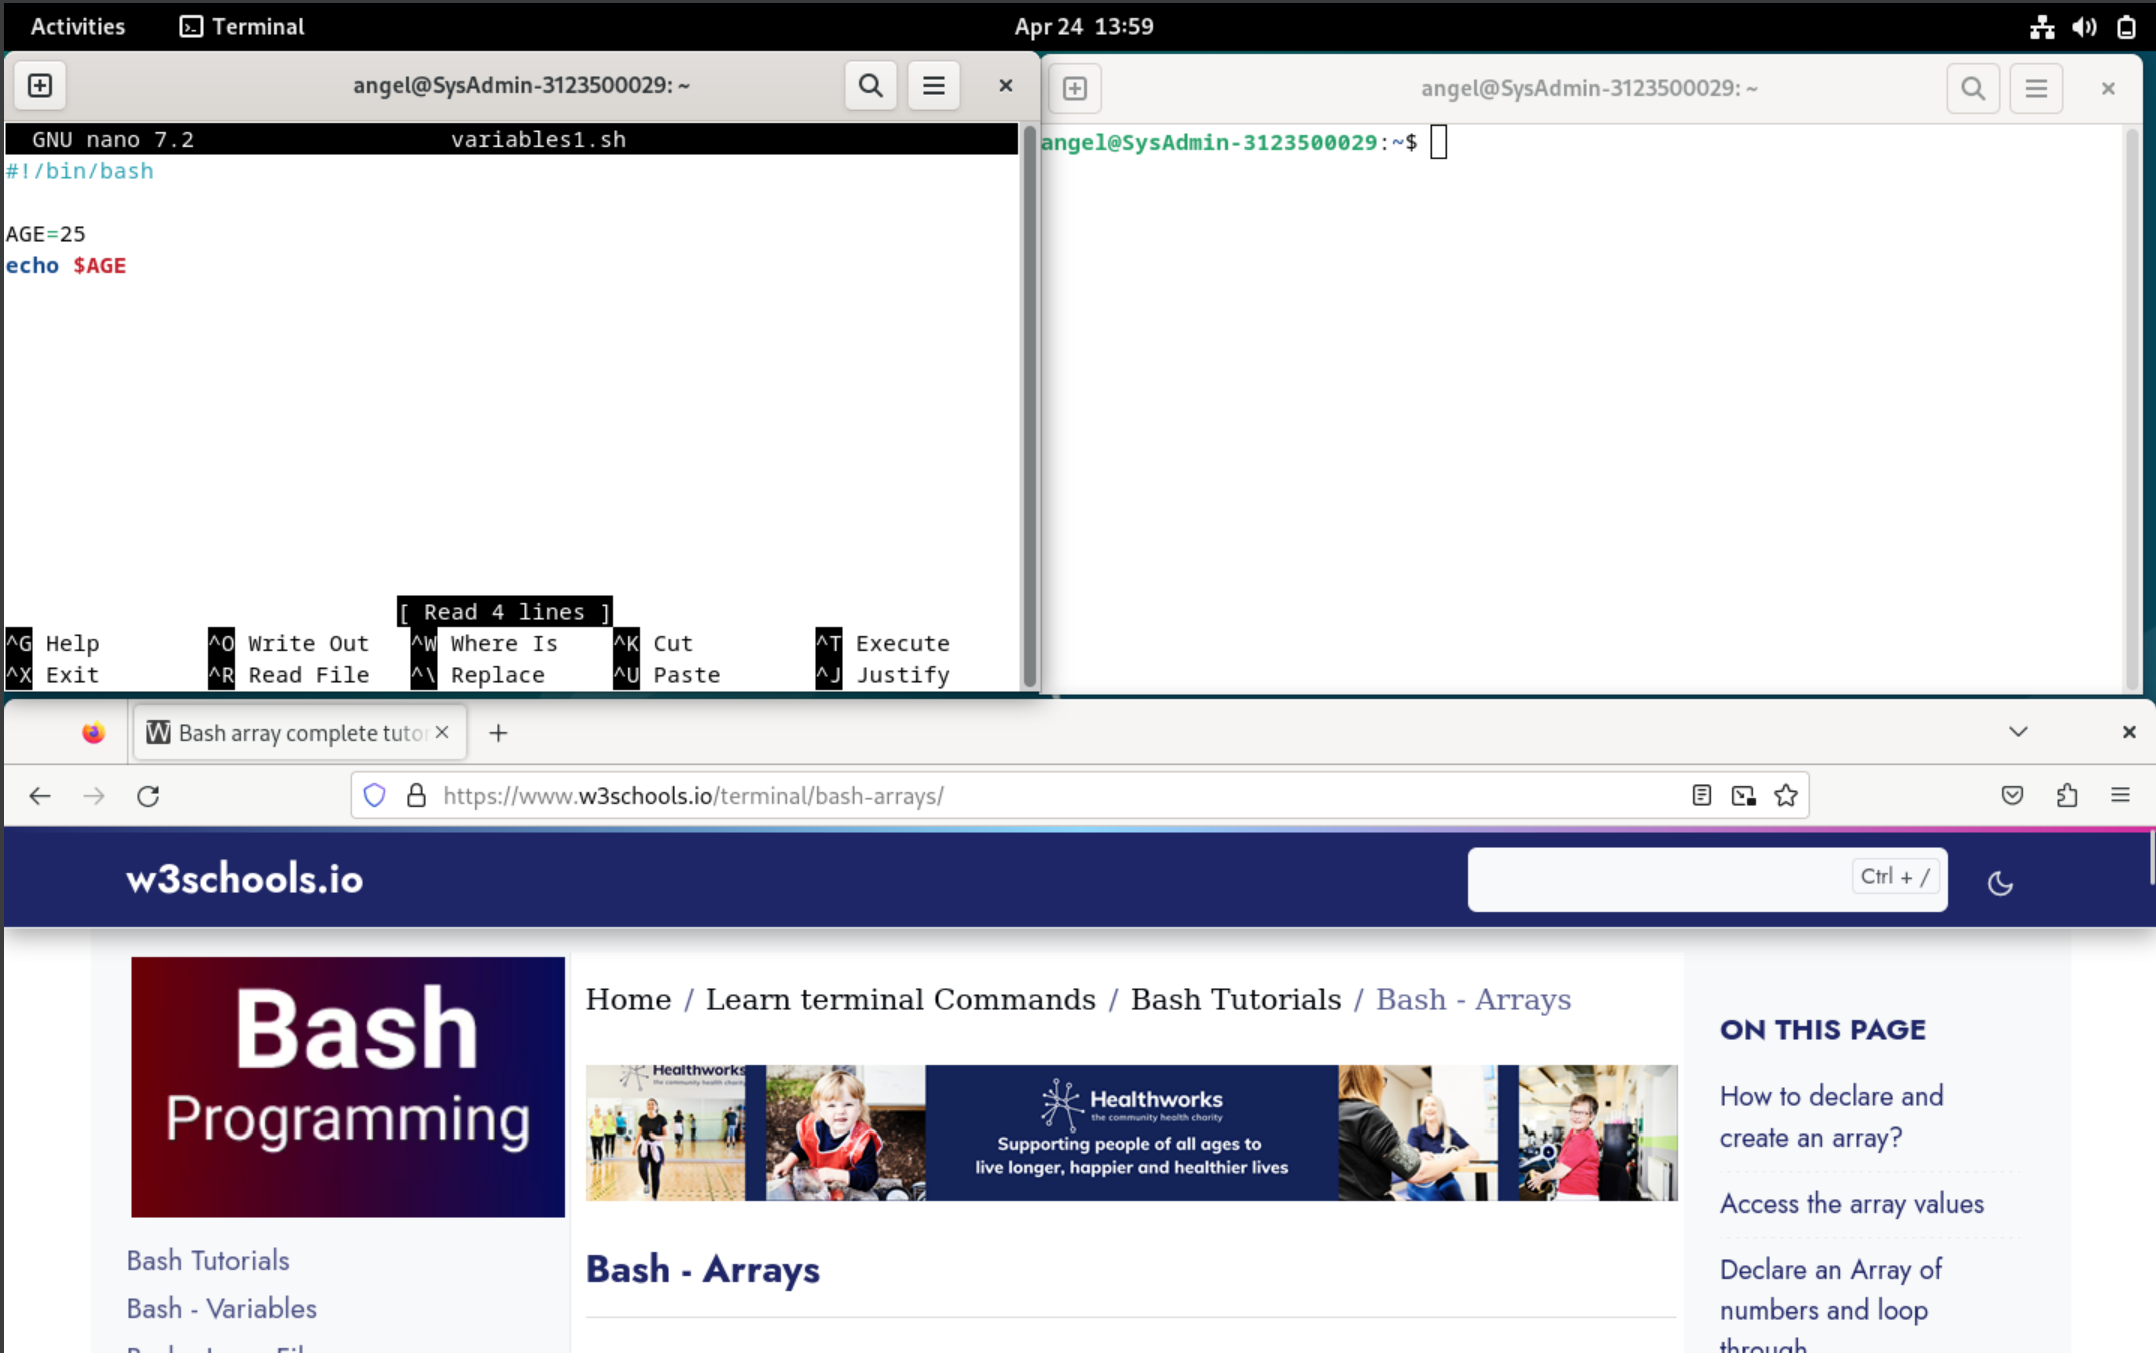 Activities
Terminal
Apr 24 13:59
angel@SysAdmin-3123500029: ~
GNU nano 7.2 variables1.sh
#!/bin/bash
AGE=25
echo $AGE
[ Read 4 lines ]
^G Help ^O Write Out ^W Where Is ^K Cut ^T Execute
^X Exit ^R Read File ^\ Replace ^U Paste ^J Justify
angel@SysAdmin-3123500029: ~
angel@SysAdmin-3123500029:~$
Bash array complete tutor
https://www.w3schools.io/terminal/bash-arrays/
w3schools.io
Ctrl + /
Bash
Programming
Bash Tutorials
Bash - Variables
Home / Learn terminal Commands / Bash Tutorials / Bash - Arrays
Healthworks
the community health charity
Healthworks
the community health charity
Supporting people of all ages to
live longer, happier and healthier lives
Bash - Arrays
ON THIS PAGE
How to declare and
create an array?
Access the array values
Declare an Array of
numbers and loop
through